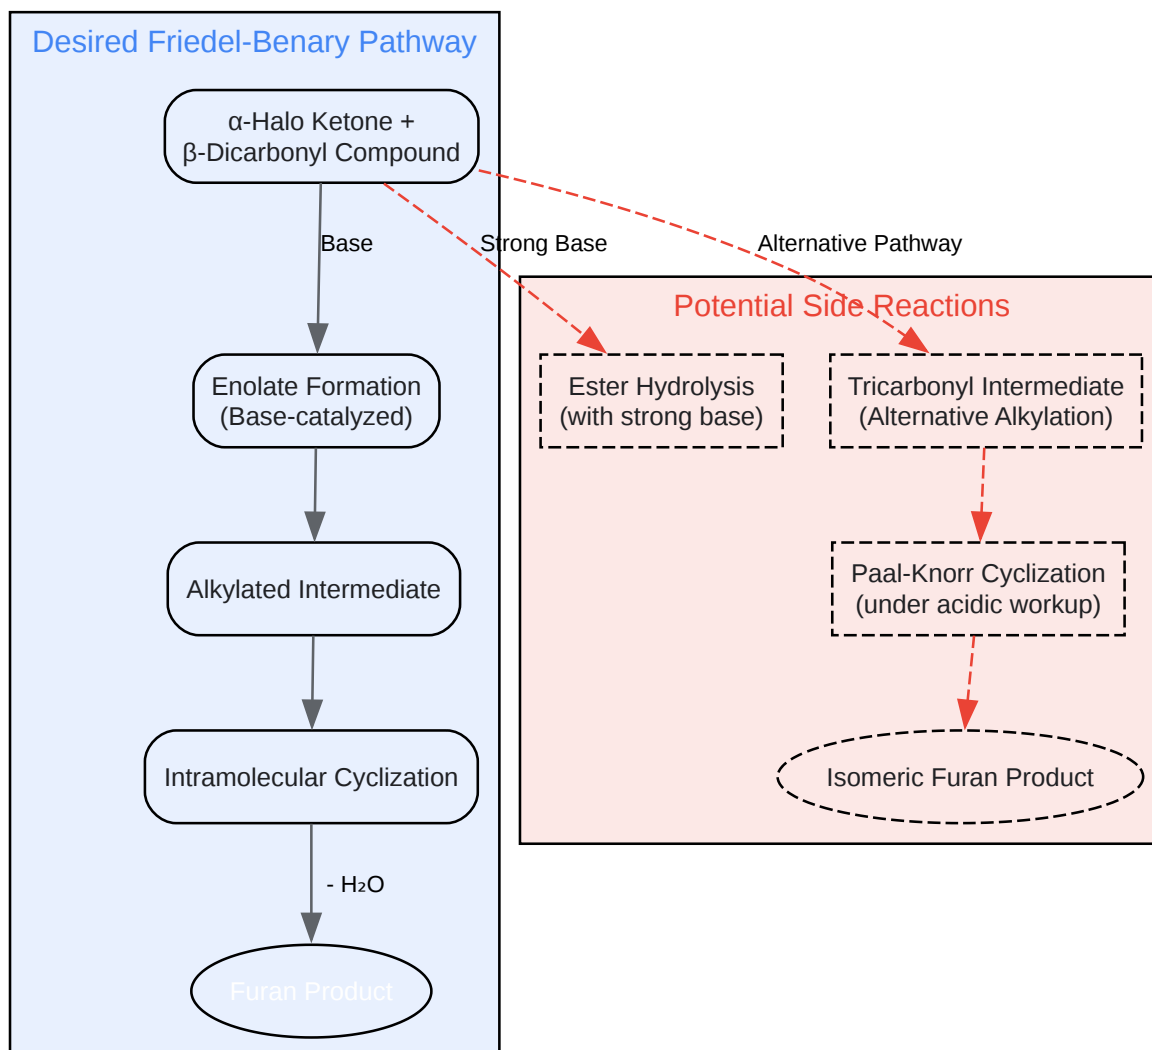 Desired Friedel-Benary Pathway
α-Halo Ketone +
β-Dicarbonyl Compound
Base
Strong Base
Alternative Pathway
Potential Side Reactions
Enolate Formation
(Base-catalyzed)
Ester Hydrolysis
(with strong base)
Tricarbonyl Intermediate
(Alternative Alkylation)
Alkylated Intermediate
Paal-Knorr Cyclization
(under acidic workup)
Intramolecular Cyclization
Isomeric Furan Product
- H₂O
Furan Product